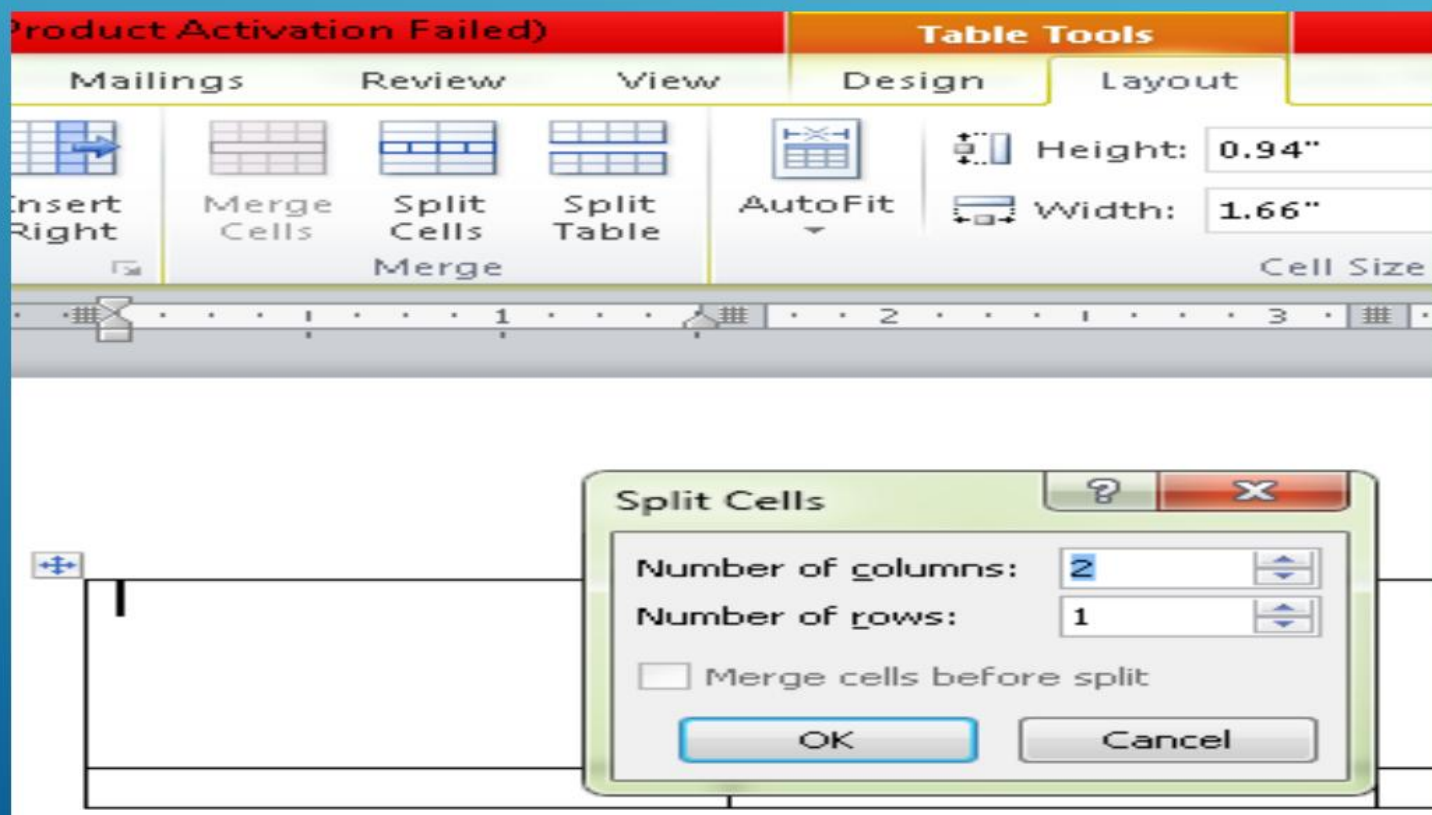 Product Activation Failed)
Table Tools
Mailings Review View Design Layout
Insert Right
Merge Cells
Split Cells
Split Table
AutoFit
Height: 0.94"
Width: 1.66"
Merge
Cell Size
1 2 3
Split Cells
Number of columns: 2
Number of rows: 1
Merge cells before split
OK Cancel